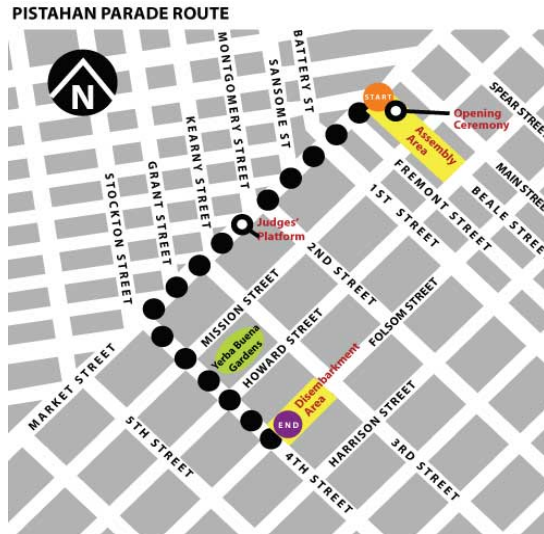 PISTAHAN PARADE ROUTE
N
BATTERY ST
SANSOME ST
MONTGOMERY STREET
KEARNY STREET
GRANT STREET
STOCKTON STREET
START
Opening
Ceremony
Assembly
Area
SPEAR STREET
MAIN STREET
BEALE STREET
FREMONT STREET
1ST STREET
2ND STREET
Judges'
Platform
MISSION STREET
Yerba Buena
Gardens
HOWARD STREET
FOLSOM STREET
Disembarkment
Area
END
MARKET STREET
5TH STREET
4TH STREET
HARRISON STREET
3RD STREET